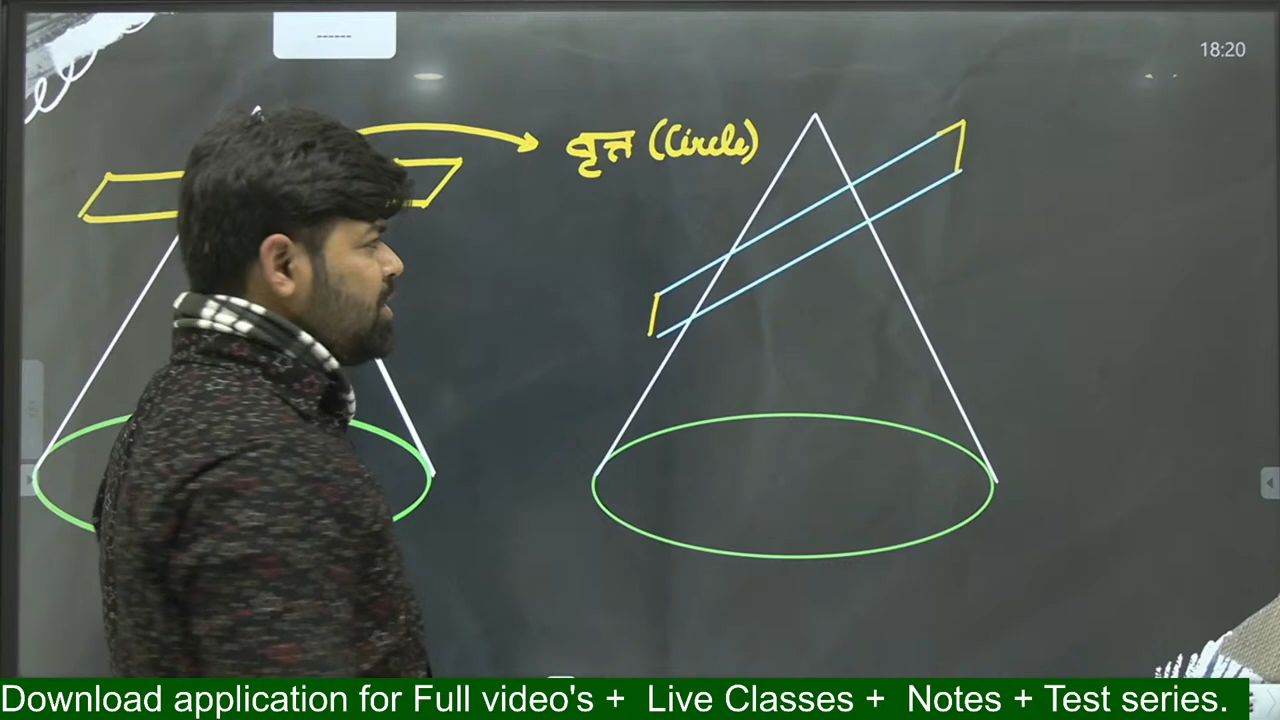 ------
18:20
वृत्त (Circle)
Download application for Full video's + Live Classes + Notes + Test series.